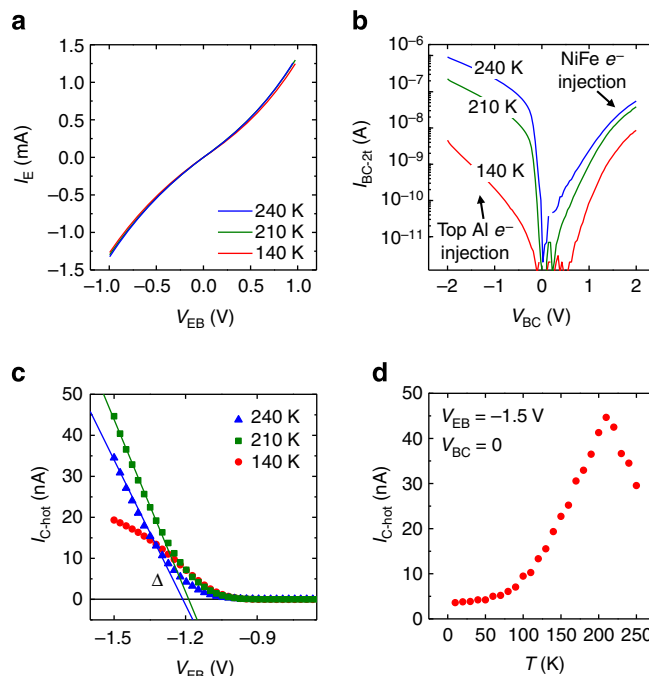 a
1.5
1.0
0.5
0.0
−0.5
−1.0
−1.5
I_E (mA)
240 K
210 K
140 K
−1.0 −0.5 0.0 0.5 1.0
V_EB (V)
b
10⁻⁶
10⁻⁷
10⁻⁸
10⁻⁹
10⁻¹⁰
10⁻¹¹
I_BC-2t (A)
240 K
210 K
140 K
NiFe e⁻
injection
Top Al e⁻
injection
−2 −1 0 1 2
V_BC (V)
c
50
40
30
20
10
0
I_C-hot (nA)
240 K
210 K
140 K
Δ
−1.5 −1.2 −0.9
V_EB (V)
d
50
40
30
20
10
0
I_C-hot (nA)
V_EB = −1.5 V
V_BC = 0
0 50 100 150 200 250
T (K)